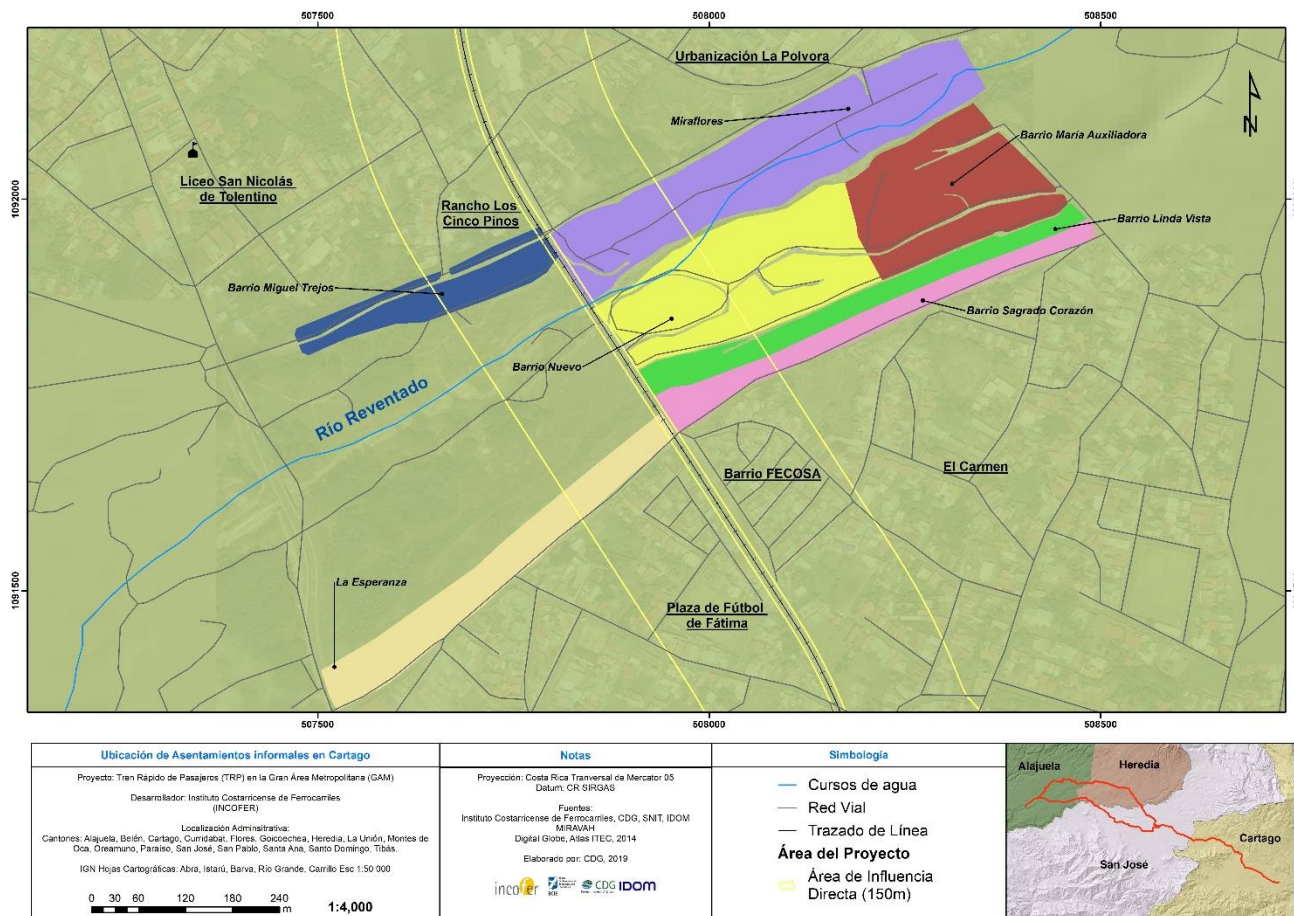 507500
508000
508500
Urbanización La Polvora
Miraflores
Barrio María Auxiliadora
N
Liceo San Nicolás
de Tolentino
1092000
Rancho Los
Cinco Pinos
Barrio Linda Vista
Barrio Miguel Trejos
Barrio Sagrado Corazón
Barrio Nuevo
Río Reventado
Barrio FECOSA
El Carmen
La Esperanza
1091500
Plaza de Fútbol
de Fátima
507500
508000
508500
Ubicación de Asentamientos informales en Cartago
Proyecto: Tren Rápido de Pasajeros (TRP) en la Gran Área Metropolitana (GAM)
Desarrollador: Instituto Costarricense de Ferrocarriles
(INCOFER)
Localización Adminsitrativa:
Cantones: Alajuela, Belén, Cartago, Curridabat, Flores, Goicoechea, Heredia, La Unión, Montes de
Oca, Oreamuno, Paraíso, San José, San Pablo, Santa Ana, Santo Domingo, Tibás.
IGN Hojas Cartográficas: Abra, Istarú, Barva, Río Grande, Carrillo Esc 1:50 000
0 30 60 120 180 240
m
1:4,000
Notas
Proyección: Costa Rica Tranversal de Mercator 05
Datum: CR SIRGAS
Fuentes:
Instituto Costarricense de Ferrocarriles, CDG, SNIT, IDOM
MIRAVAH
Digital Globe, Atlas ITEC, 2014
Elaborado por: CDG, 2019
incofer
BCIE
CDG
IDOM
Simbología
Cursos de agua
Red Vial
Trazado de Línea
Área del Proyecto
Área de Influencia
Directa (150m)
Alajuela
Heredia
San José
Cartago